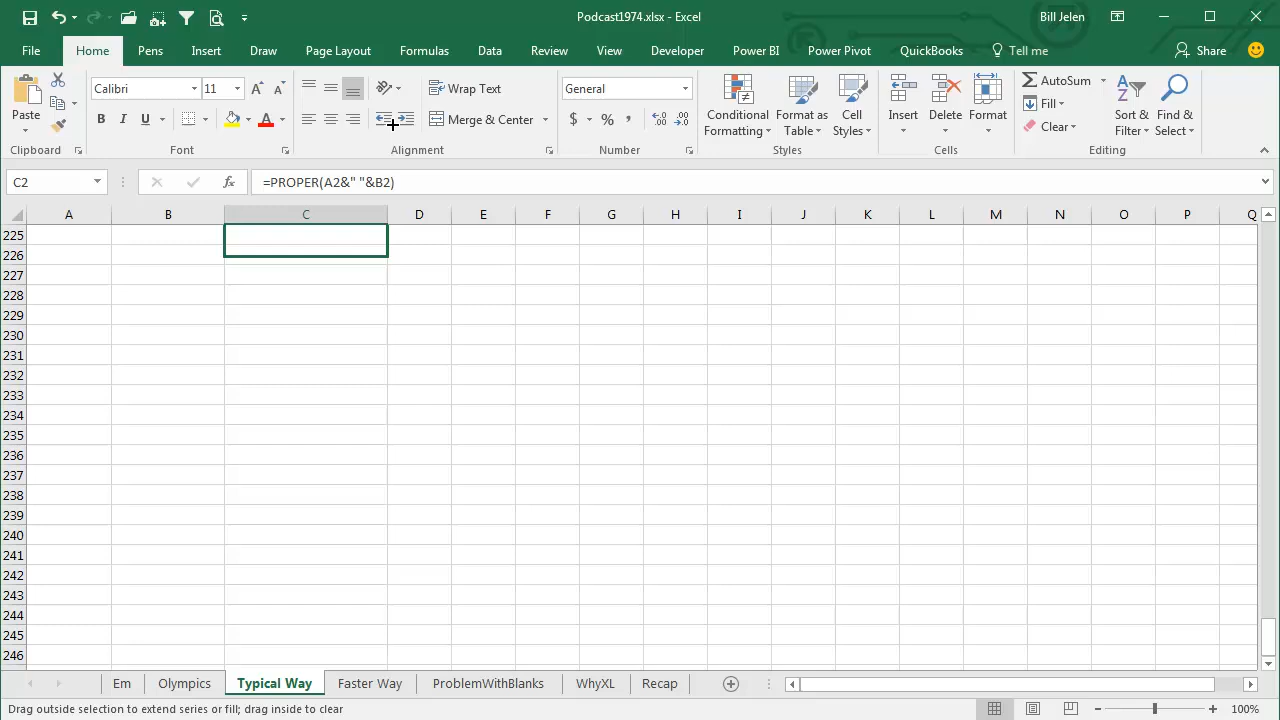 Podcast1974.xlsx - Excel
Bill Jelen
File Home Pens Insert Draw Page Layout Formulas Data Review View Developer Power BI Power Pivot QuickBooks Tell me Share
Calibri 11 Wrap Text General AutoSum
Paste Merge & Center $ % , Conditional Formatting Format as Table Cell Styles Insert Delete Format Fill Sort & Filter Find & Select
B I U A Clear
Clipboard Font Alignment Number Styles Cells Editing
C2 fx =PROPER(A2&" "&B2)
A B C D E F G H I J K L M N O P Q
225
226
227
228
229
230
231
232
233
234
235
236
237
238
239
240
241
242
243
244
245
246
Em Olympics Typical Way Faster Way ProblemWithBlanks WhyXL Recap
Drag outside selection to extend series or fill; drag inside to clear 100%